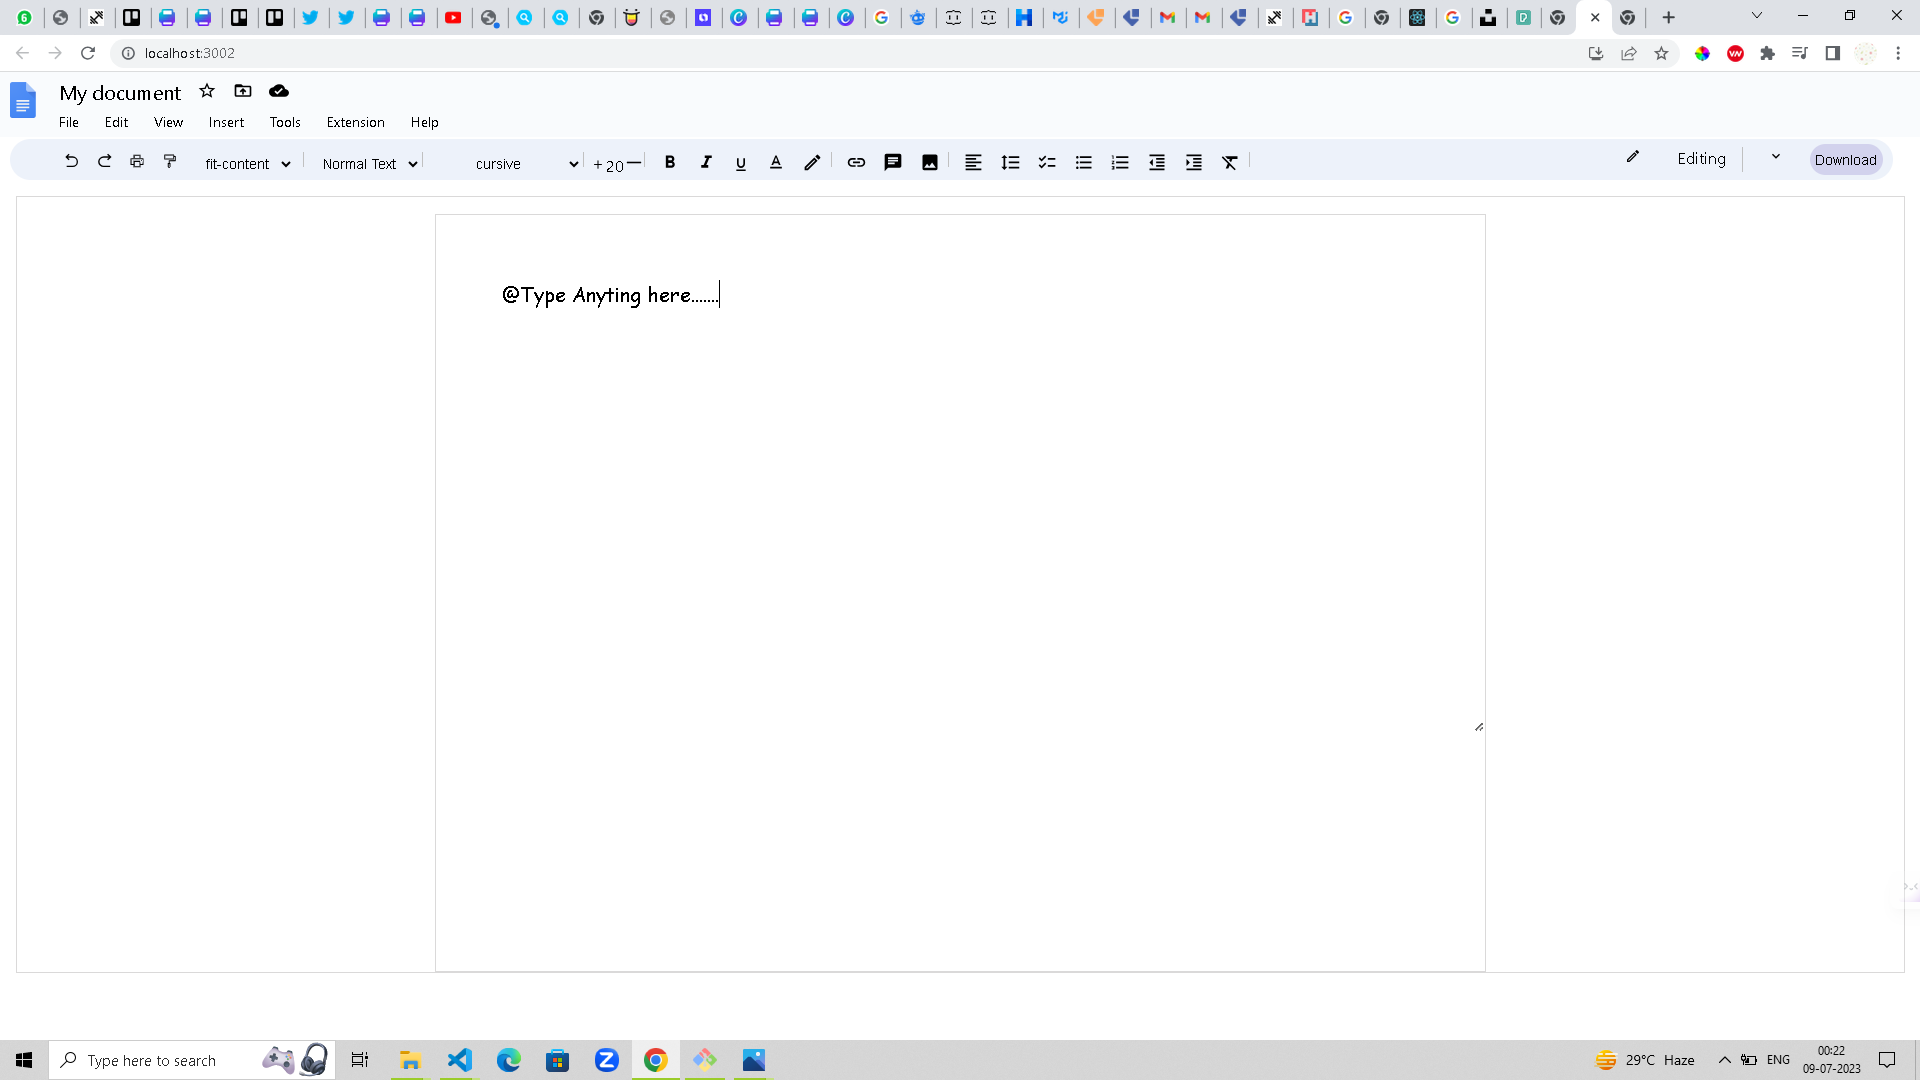 localhost:3002
My document
File Edit View Insert Tools Extension Help
fit-content Normal Text cursive + 20 — B I U A Editing Download
@Type Anyting here.......
Type here to search 29°C Haze ENG 00:22
09-07-2023